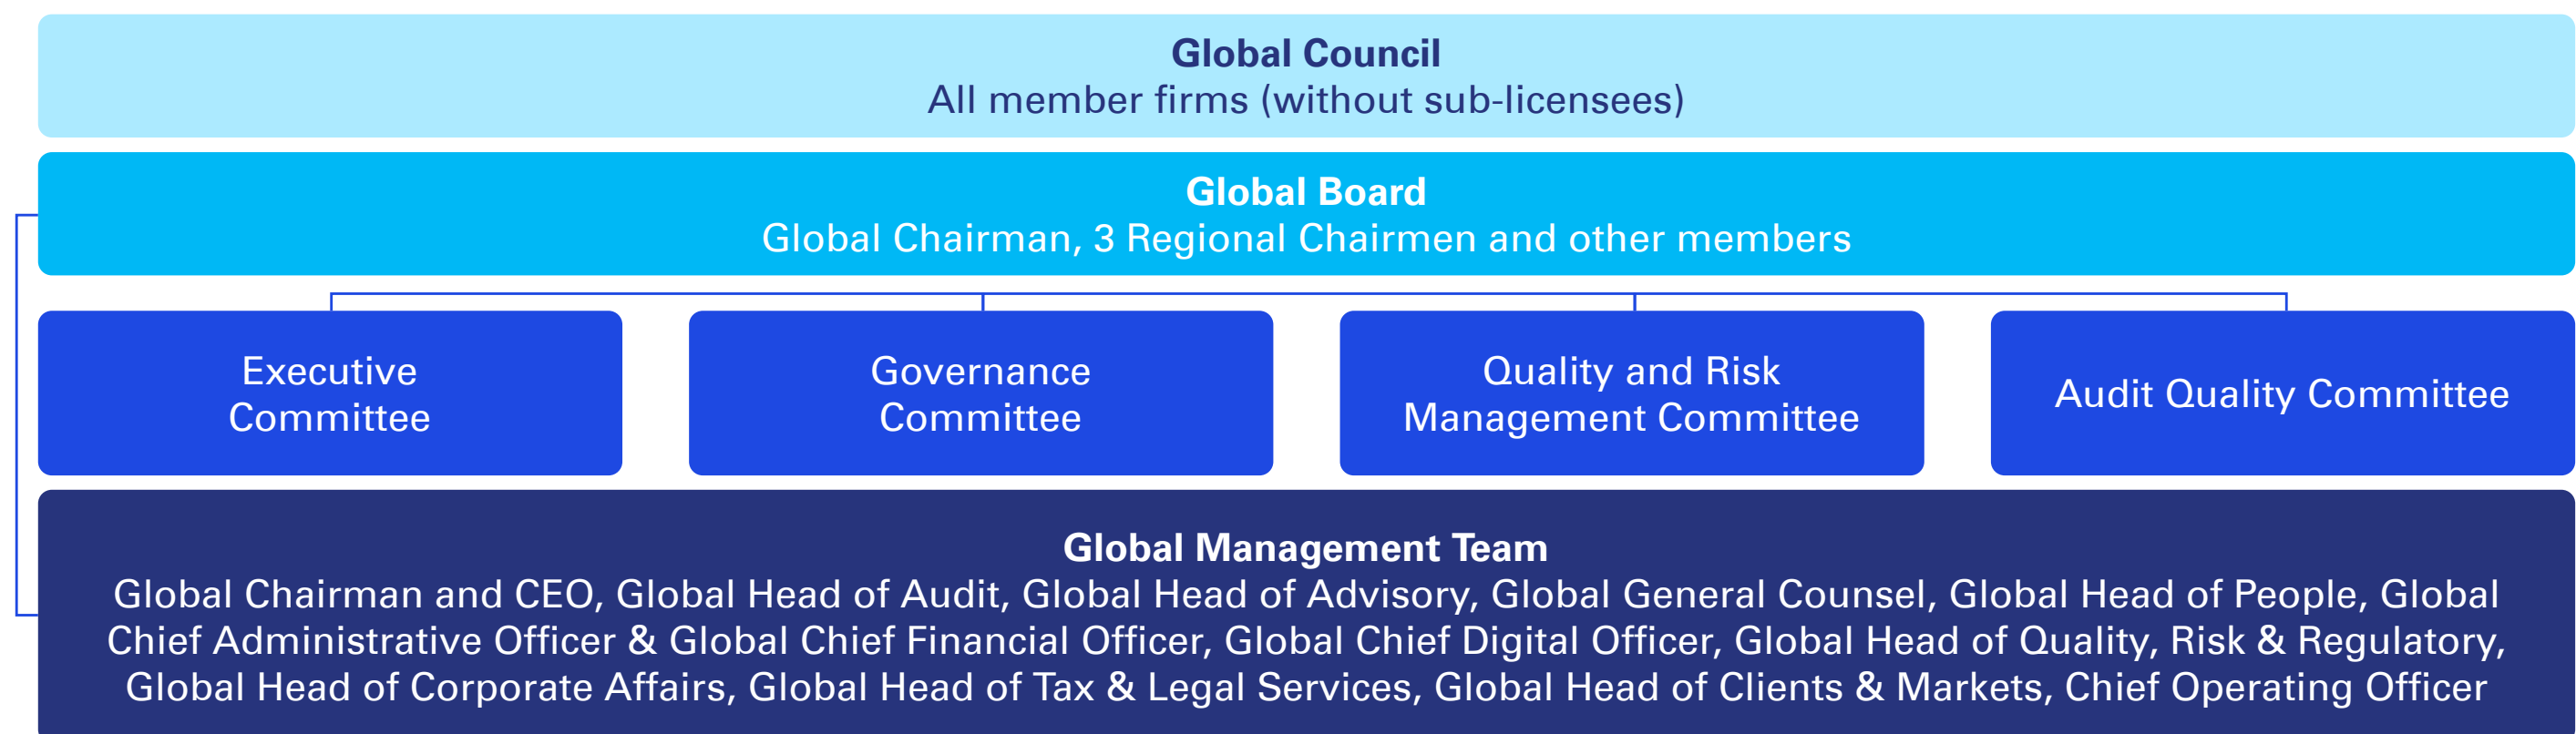 Global Council
All member firms (without sub-licensees)
Global Board
Global Chairman, 3 Regional Chairmen and other members
Executive
Committee
Governance
Committee
Quality and Risk
Management Committee
Audit Quality Committee
Global Management Team
Global Chairman and CEO, Global Head of Audit, Global Head of Advisory, Global General Counsel, Global Head of People, Global
Chief Administrative Officer & Global Chief Financial Officer, Global Chief Digital Officer, Global Head of Quality, Risk & Regulatory,
Global Head of Corporate Affairs, Global Head of Tax & Legal Services, Global Head of Clients & Markets, Chief Operating Officer